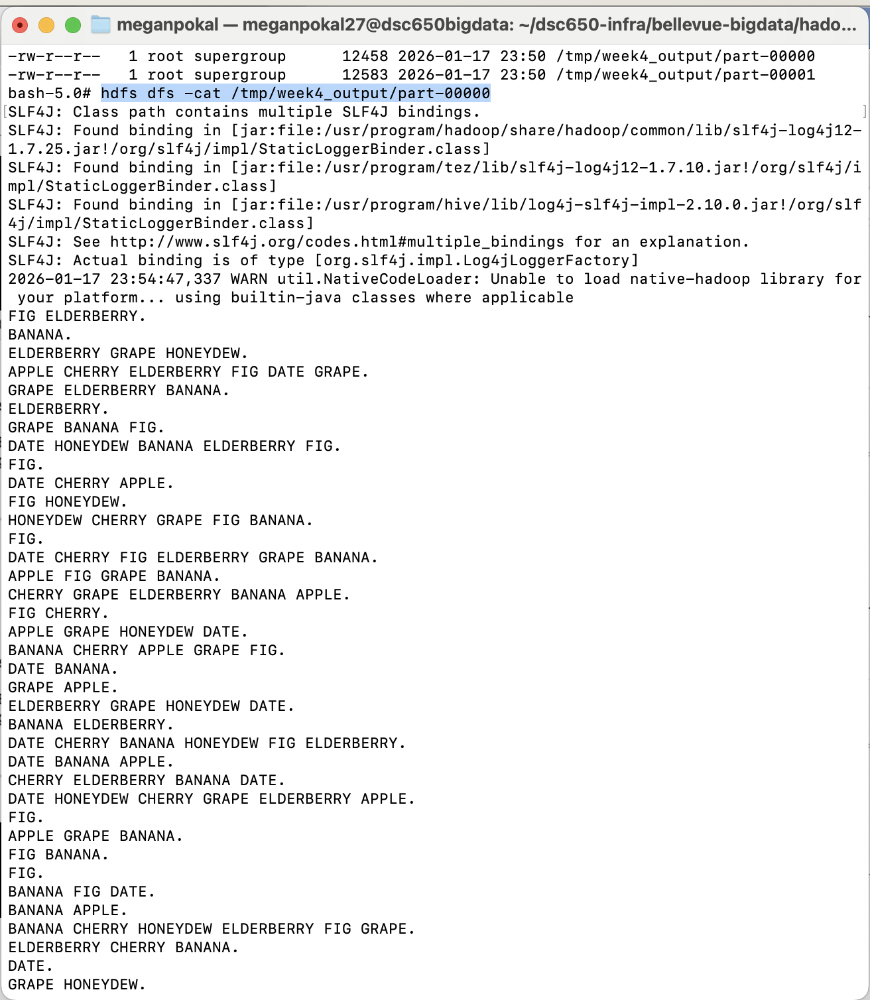 meganpokal — meganpokal27@dsc650bigdata: ~/dsc650-infra/bellevue-bigdata/hado...
-rw-r--r--   1 root supergroup      12458 2026-01-17 23:50 /tmp/week4_output/part-00000
-rw-r--r--   1 root supergroup      12583 2026-01-17 23:50 /tmp/week4_output/part-00001
bash-5.0# hdfs dfs -cat /tmp/week4_output/part-00000
[SLF4J: Class path contains multiple SLF4J bindings. ]
SLF4J: Found binding in [jar:file:/usr/program/hadoop/share/hadoop/common/lib/slf4j-log4j12-
1.7.25.jar!/org/slf4j/impl/StaticLoggerBinder.class]
SLF4J: Found binding in [jar:file:/usr/program/tez/lib/slf4j-log4j12-1.7.10.jar!/org/slf4j/i
mpl/StaticLoggerBinder.class]
SLF4J: Found binding in [jar:file:/usr/program/hive/lib/log4j-slf4j-impl-2.10.0.jar!/org/slf
4j/impl/StaticLoggerBinder.class]
SLF4J: See http://www.slf4j.org/codes.html#multiple_bindings for an explanation.
SLF4J: Actual binding is of type [org.slf4j.impl.Log4jLoggerFactory]
2026-01-17 23:54:47,337 WARN util.NativeCodeLoader: Unable to load native-hadoop library for
 your platform... using builtin-java classes where applicable
FIG ELDERBERRY.
BANANA.
ELDERBERRY GRAPE HONEYDEW.
APPLE CHERRY ELDERBERRY FIG DATE GRAPE.
GRAPE ELDERBERRY BANANA.
ELDERBERRY.
GRAPE BANANA FIG.
DATE HONEYDEW BANANA ELDERBERRY FIG.
FIG.
DATE CHERRY APPLE.
FIG HONEYDEW.
HONEYDEW CHERRY GRAPE FIG BANANA.
FIG.
DATE CHERRY FIG ELDERBERRY GRAPE BANANA.
APPLE FIG GRAPE BANANA.
CHERRY GRAPE ELDERBERRY BANANA APPLE.
FIG CHERRY.
APPLE GRAPE HONEYDEW DATE.
BANANA CHERRY APPLE GRAPE FIG.
DATE BANANA.
GRAPE APPLE.
ELDERBERRY GRAPE HONEYDEW DATE.
BANANA ELDERBERRY.
DATE CHERRY BANANA HONEYDEW FIG ELDERBERRY.
DATE BANANA APPLE.
CHERRY ELDERBERRY BANANA DATE.
DATE HONEYDEW CHERRY GRAPE ELDERBERRY APPLE.
FIG.
APPLE GRAPE BANANA.
FIG BANANA.
FIG.
BANANA FIG DATE.
BANANA APPLE.
BANANA CHERRY HONEYDEW ELDERBERRY FIG GRAPE.
ELDERBERRY CHERRY BANANA.
DATE.
GRAPE HONEYDEW.